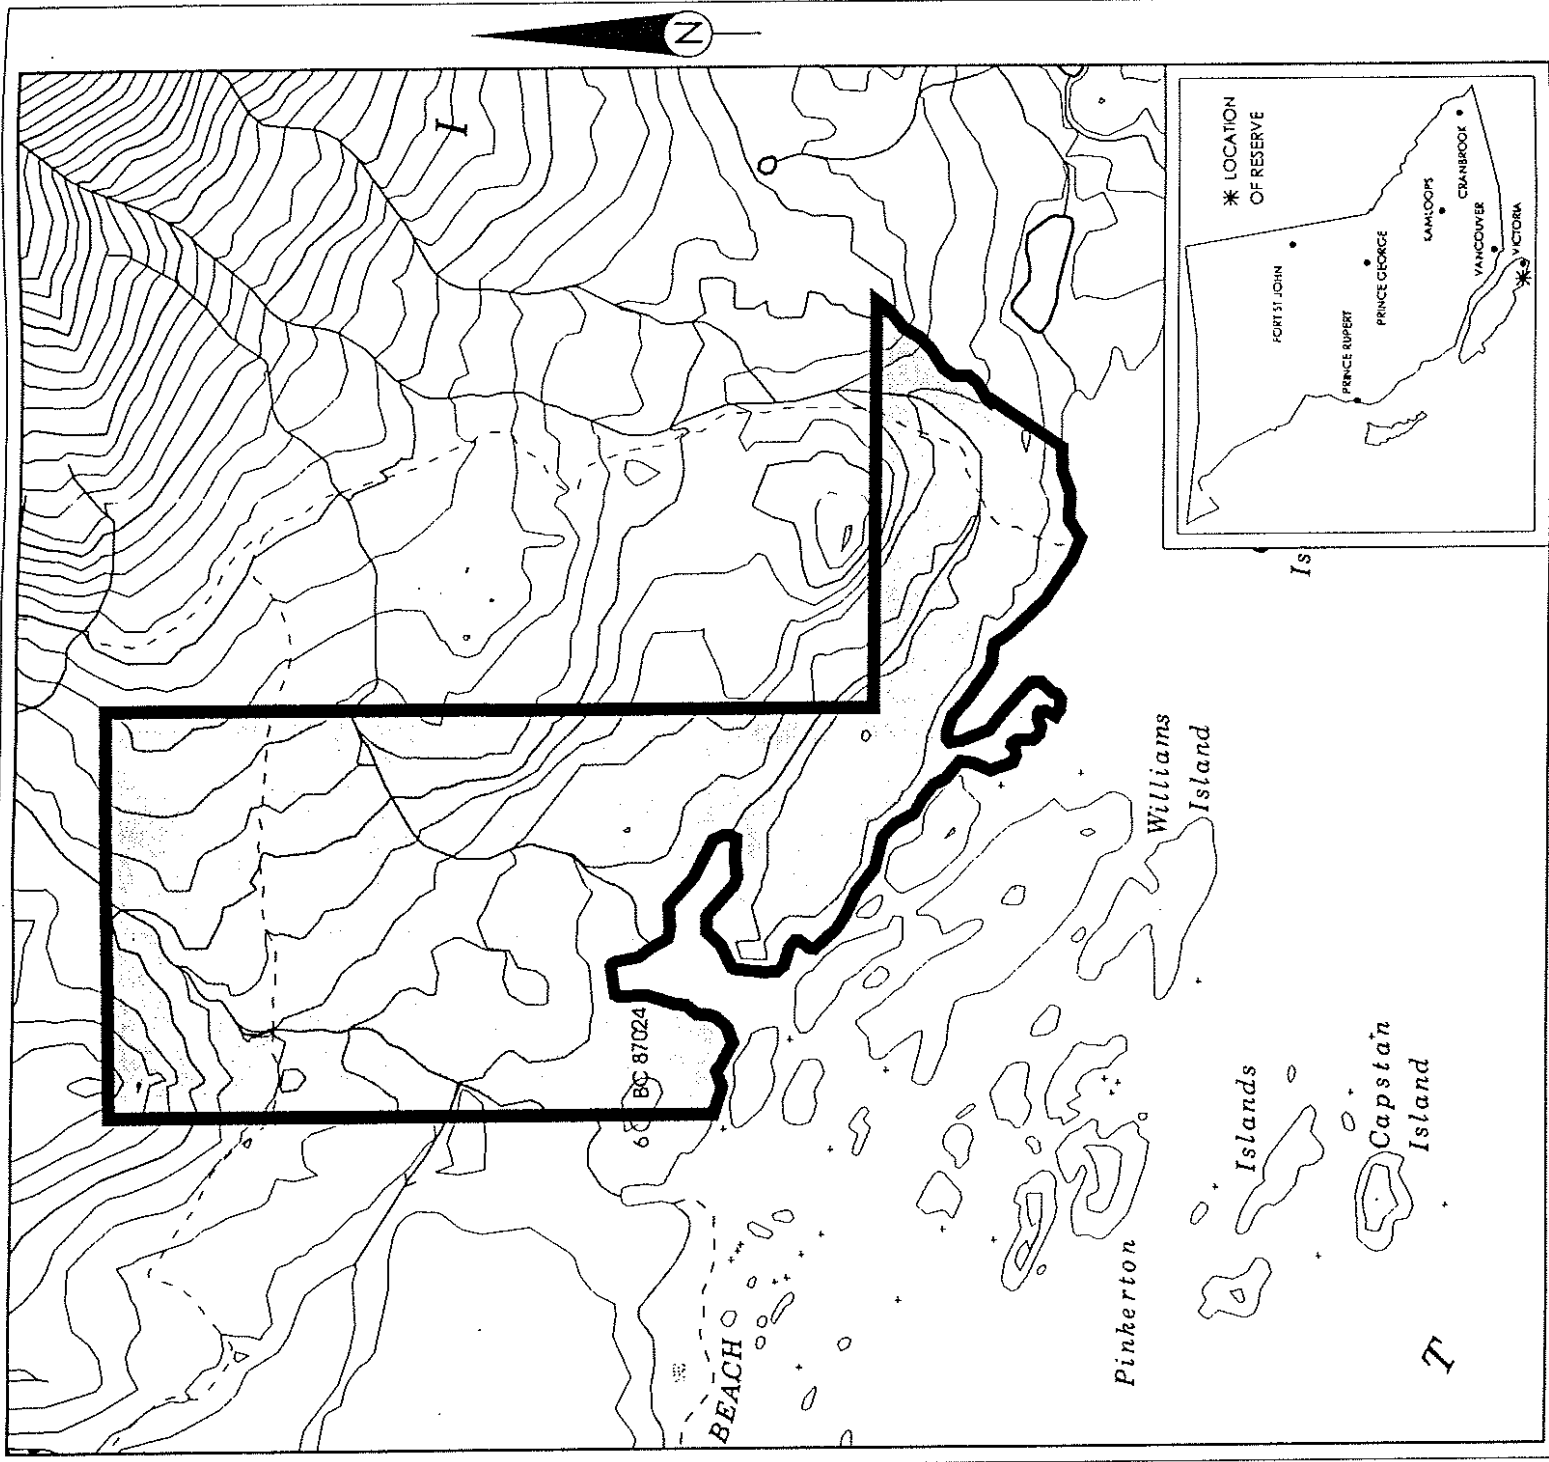 N
I
LOCATION
OF RESERVE
FORT ST JOHN
PRINCE RUPERT
PRINCE GEORGE
KAMLOOPS
CRANBROOK
VANCOUVER
VICTORIA
Is
Williams
Island
BC 87024
6
BEACH
Pinkerton
Islands
Capstan
Island
T